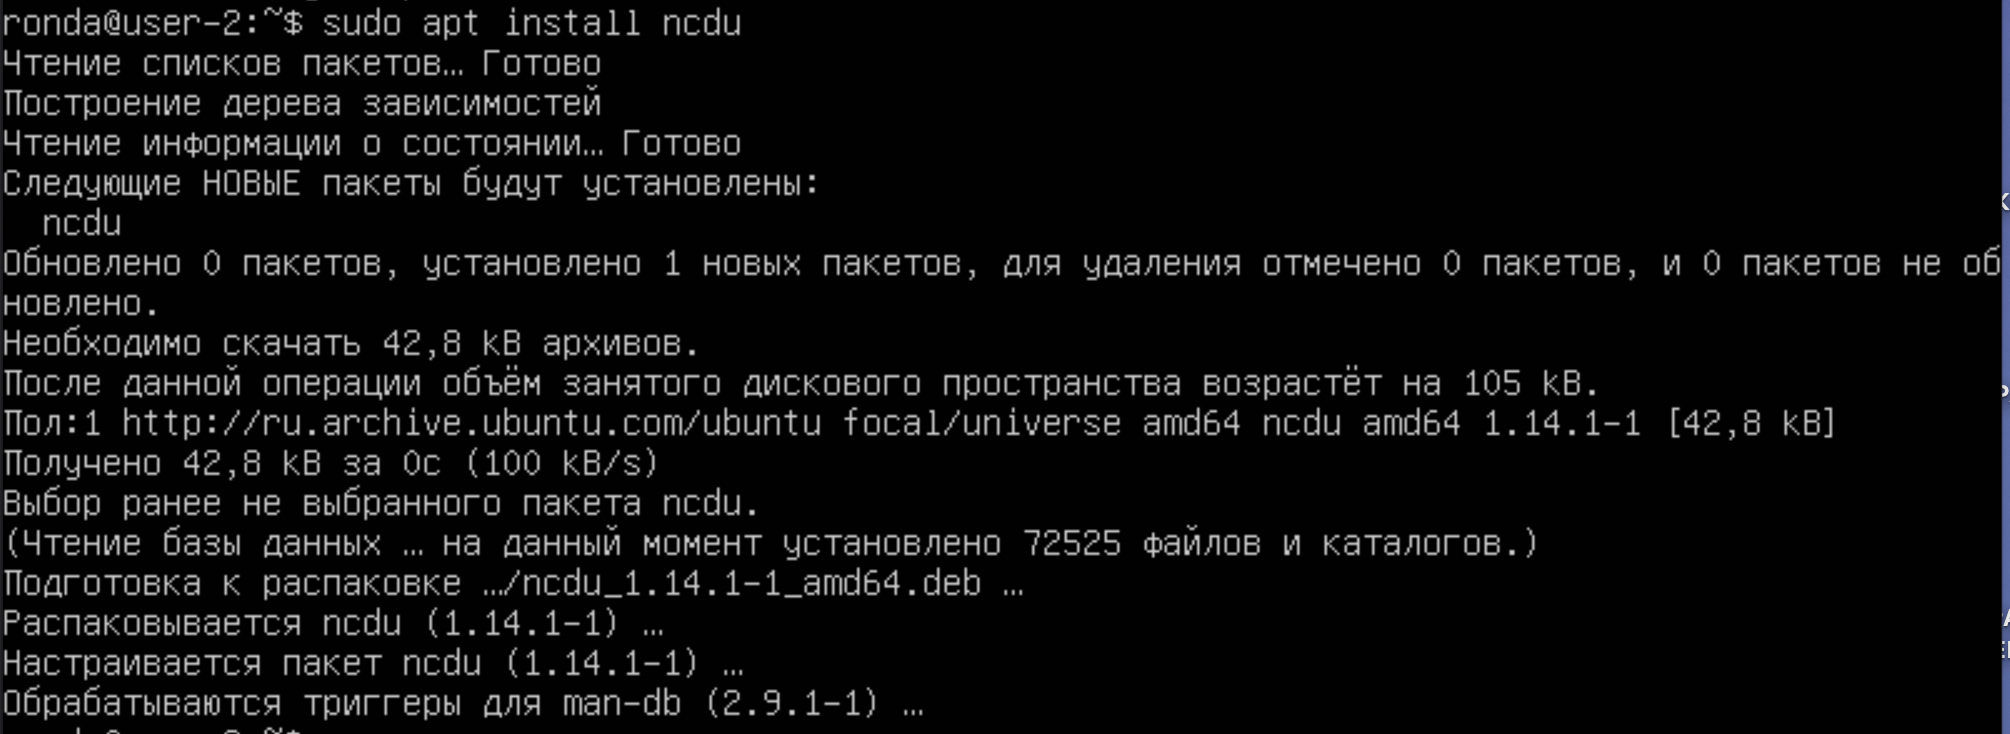 ronda@user-2:~$ sudo apt install ncdu
Чтение списков пакетов… Готово
Построение дерева зависимостей
Чтение информации о состоянии… Готово
Следующие НОВЫЕ пакеты будут установлены:
  ncdu
Обновлено 0 пакетов, установлено 1 новых пакетов, для удаления отмечено 0 пакетов, и 0 пакетов не об
новлено.
Необходимо скачать 42,8 kB архивов.
После данной операции объём занятого дискового пространства возрастёт на 105 kB.
Пол:1 http://ru.archive.ubuntu.com/ubuntu focal/universe amd64 ncdu amd64 1.14.1-1 [42,8 kB]
Получено 42,8 kB за 0с (100 kB/s)
Выбор ранее не выбранного пакета ncdu.
(Чтение базы данных … на данный момент установлено 72525 файлов и каталогов.)
Подготовка к распаковке …/ncdu_1.14.1-1_amd64.deb …
Распаковывается ncdu (1.14.1-1) …
Настраивается пакет ncdu (1.14.1-1) …
Обрабатываются триггеры для man-db (2.9.1-1) …